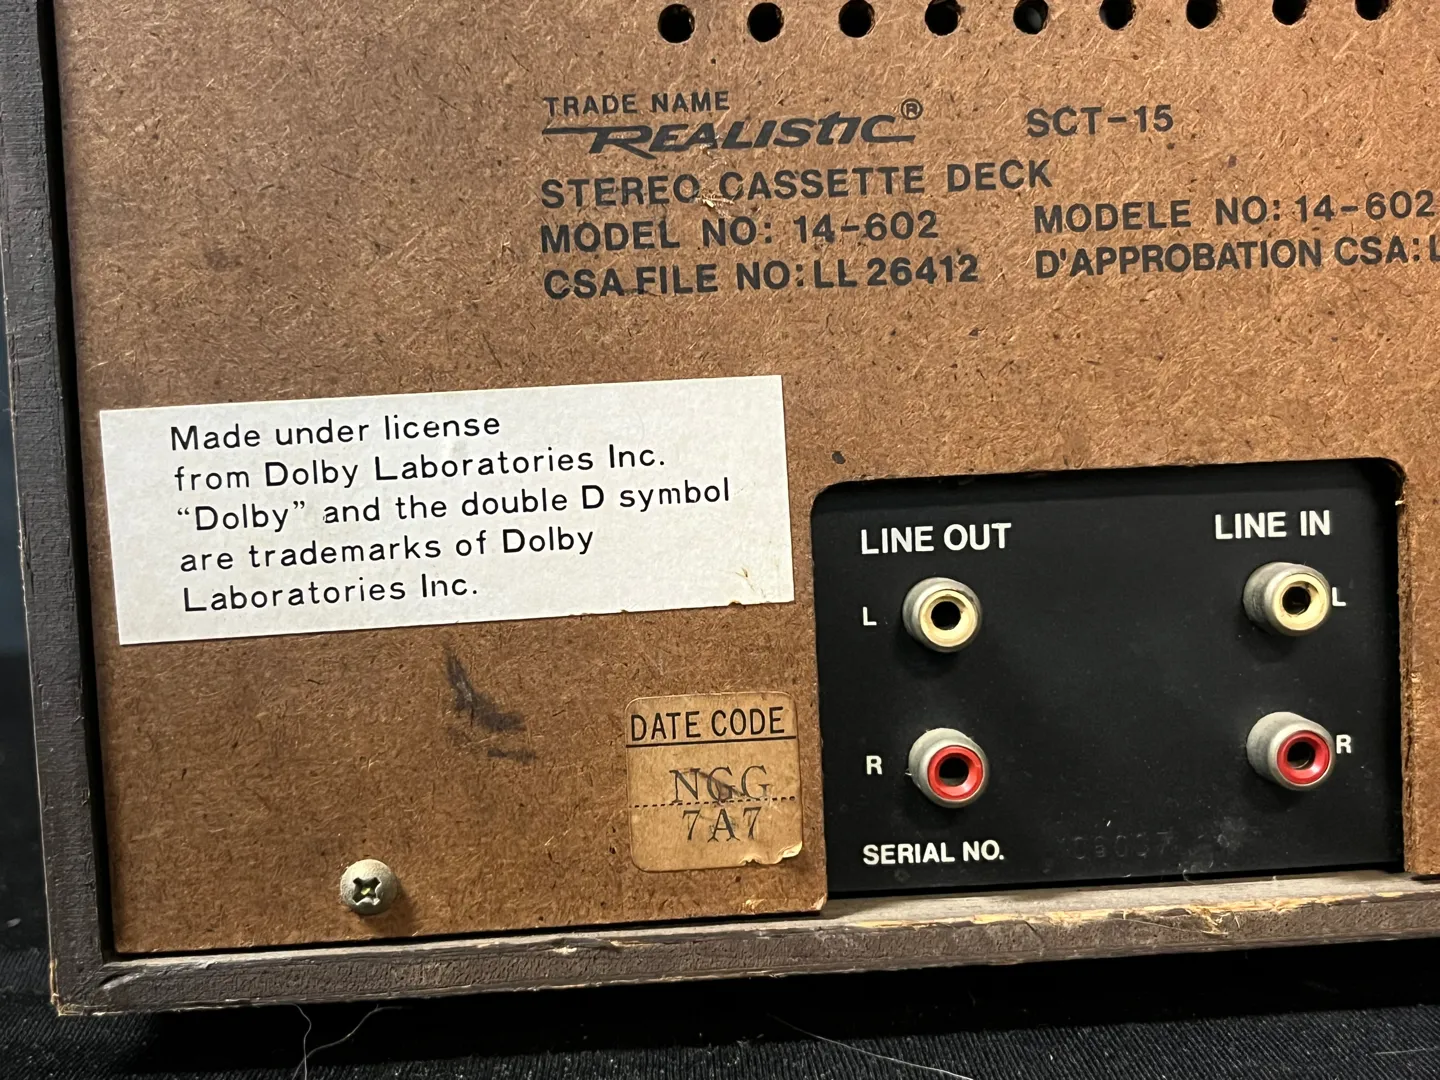 TRADE NAME
REALISTIC® SCT-15
STEREO CASSETTE DECK
MODEL NO: 14-602 MODELE NO: 14-602
CSA FILE NO: LL 26412 D'APPROBATION CSA: L
Made under license
from Dolby Laboratories Inc.
“Dolby” and the double D symbol
are trademarks of Dolby
Laboratories Inc.
DATE CODE
NGG
7A7
LINE OUT LINE IN
L L
R R
SERIAL NO.